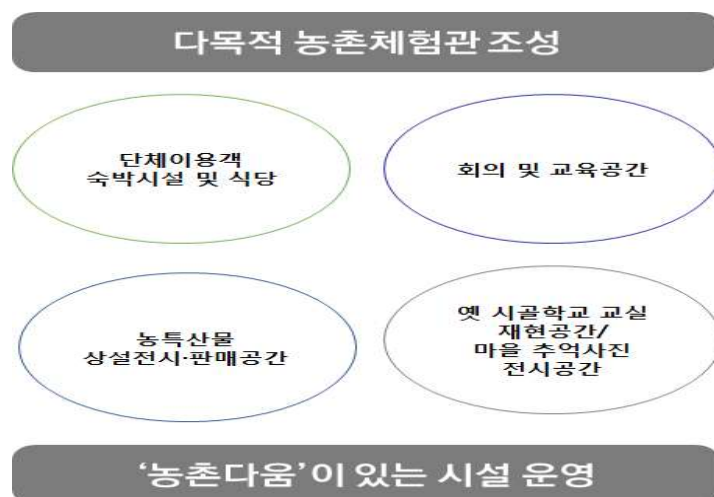 다목적 농촌체험관 조성
단체이용객
숙박시설 및 식당
회의 및 교육공간
농특산물
상설전시·판매공간
옛 시골학교 교실
재현공간/
마을 추억사진
전시공간
‘농촌다움’이 있는 시설 운영